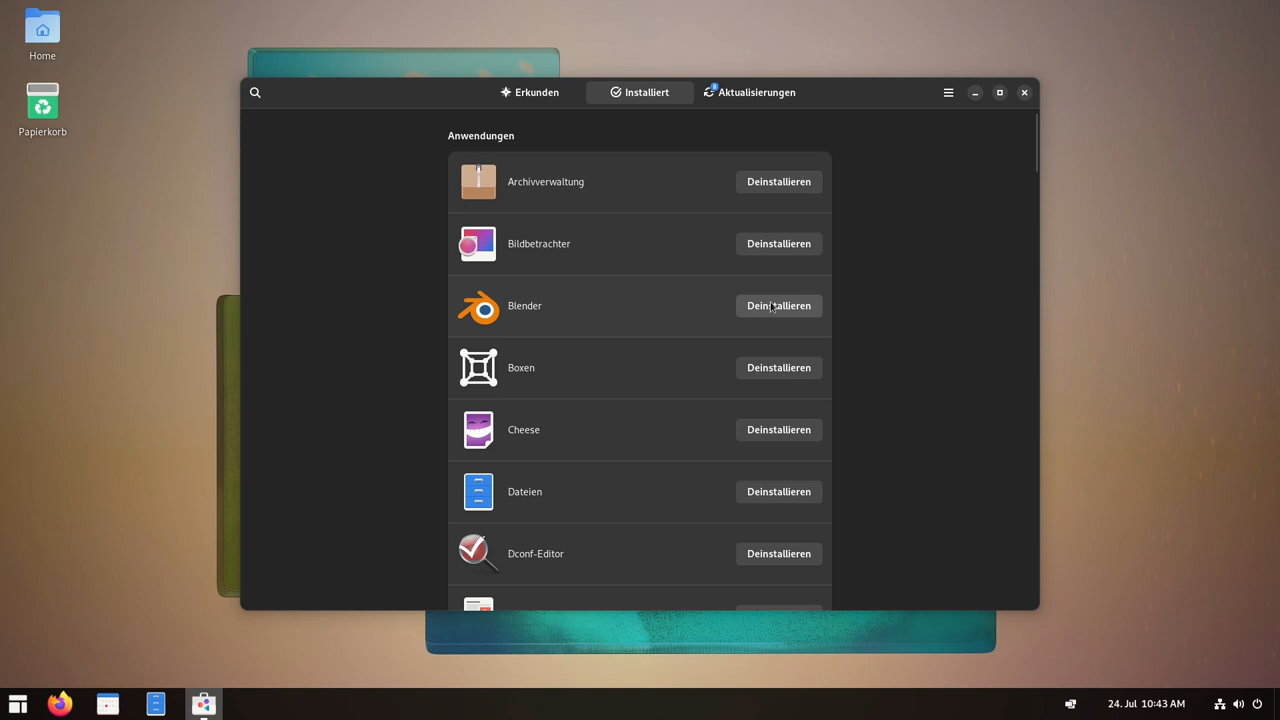 Home
Papierkorb
Erkunden
Installiert
Aktualisierungen
Anwendungen
Archivverwaltung
Deinstallieren
Bildbetrachter
Deinstallieren
Blender
Deinstallieren
Boxen
Deinstallieren
Cheese
Deinstallieren
Dateien
Deinstallieren
Dconf-Editor
Deinstallieren
24. Jul 10:43 AM